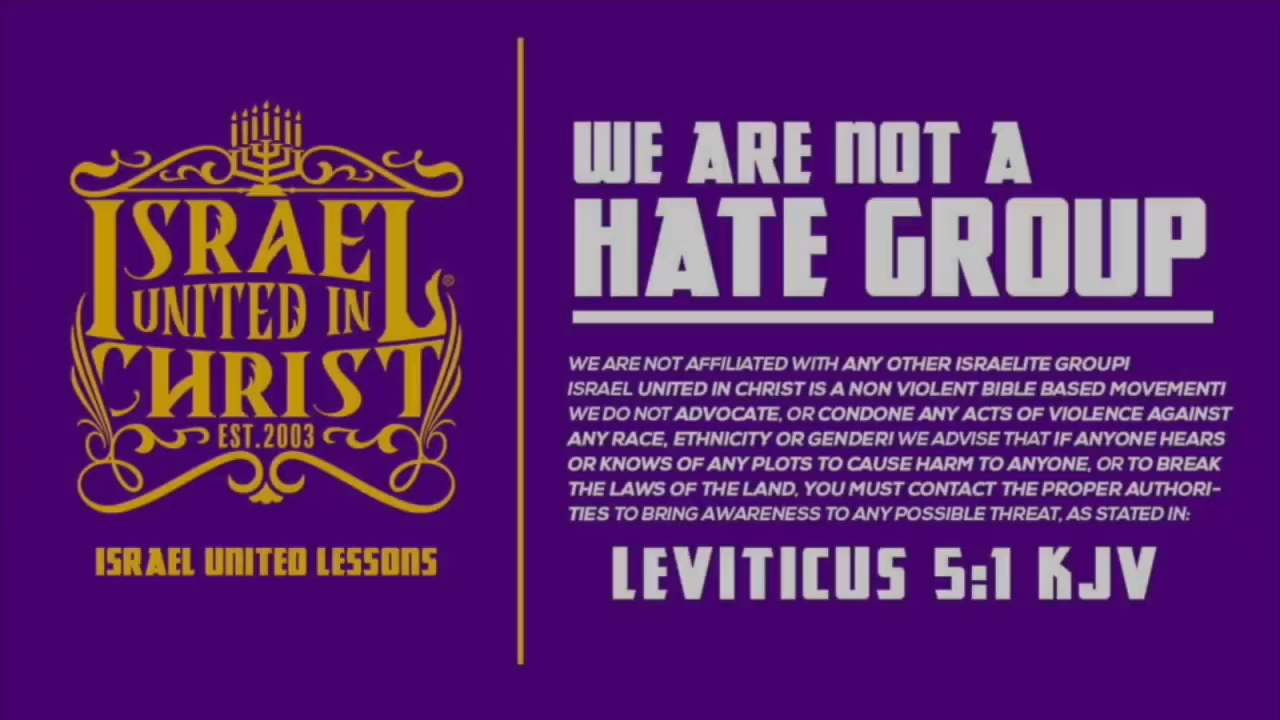 ISRAEL
UNITED IN
CHRIST
EST. 2003
®
ISRAEL UNITED LESSONS
WE ARE NOT A
HATE GROUP
WE ARE NOT AFFILIATED WITH ANY OTHER ISRAELITE GROUP!
ISRAEL UNITED IN CHRIST IS A NON VIOLENT BIBLE BASED MOVEMENT!
WE DO NOT ADVOCATE, OR CONDONE ANY ACTS OF VIOLENCE AGAINST
ANY RACE, ETHNICITY OR GENDER! WE ADVISE THAT IF ANYONE HEARS
OR KNOWS OF ANY PLOTS TO CAUSE HARM TO ANYONE, OR TO BREAK
THE LAWS OF THE LAND, YOU MUST CONTACT THE PROPER AUTHORI-
TIES TO BRING AWARENESS TO ANY POSSIBLE THREAT, AS STATED IN:
LEVITICUS 5:1 KJV